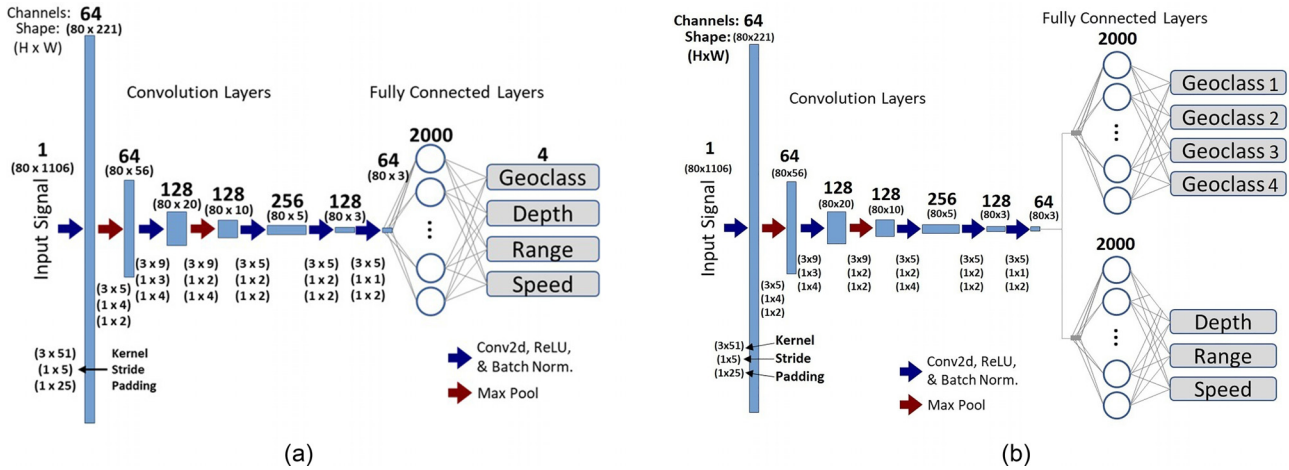 Channels: 64
Shape: (80 x 221)
(H x W)
Convolution Layers
Fully Connected Layers
1
(80 x 1106)
Input Signal
64
(80 x 56)
128
(80 x 20)
128
(80 x 10)
256
(80 x 5)
128
(80 x 3)
64
(80 x 3)
2000
4
Geoclass
Depth
Range
Speed
(3 x 5)
(1 x 4)
(1 x 2)
(3 x 9)
(1 x 3)
(1 x 4)
(3 x 9)
(1 x 2)
(1 x 4)
(3 x 5)
(1 x 2)
(1 x 2)
(3 x 5)
(1 x 2)
(1 x 2)
(3 x 5)
(1 x 1)
(1 x 2)
(3 x 51) Kernel
(1 x 5) Stride
(1 x 25) Padding
Conv2d, ReLU,
& Batch Norm.
Max Pool
(a)
Channels: 64
Shape: (80x221)
(HxW)
Convolution Layers
Fully Connected Layers
1
(80x1106)
Input Signal
64
(80x56)
128
(80x20)
128
(80x10)
256
(80x5)
128
(80x3)
64
(80x3)
2000
Geoclass 1
Geoclass 2
Geoclass 3
Geoclass 4
2000
Depth
Range
Speed
(3x5)
(1x4)
(1x2)
(3x9)
(1x3)
(1x4)
(3x9)
(1x2)
(1x2)
(3x5)
(1x2)
(1x4)
(3x5)
(1x2)
(1x2)
(3x5)
(1x1)
(1x2)
(3x51) Kernel
(1x5) Stride
(1x25) Padding
Conv2d, ReLU,
& Batch Norm.
Max Pool
(b)